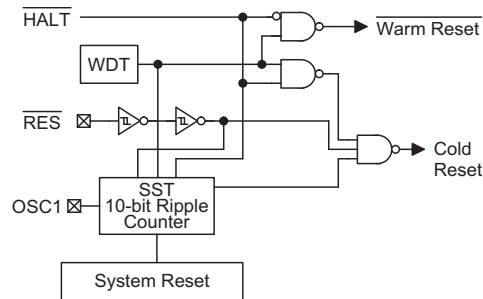 HALT
Warm Reset
WDT
RES
Cold
Reset
SST
10-bit Ripple
Counter
OSC1
System Reset